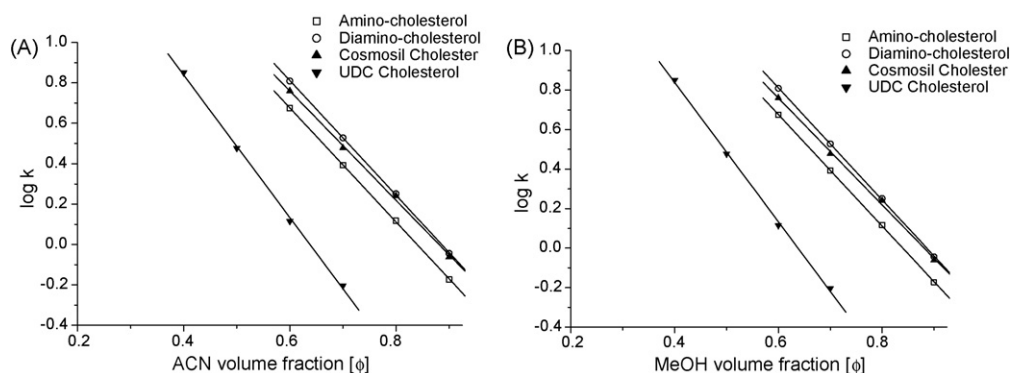 (A)
Amino-cholesterol
Diamino-cholesterol
Cosmosil Cholester
UDC Cholesterol
1.0
0.8
0.6
0.4
0.2
0.0
-0.2
-0.4
log k
0.2
0.4
0.6
0.8
ACN volume fraction [ϕ]
(B)
Amino-cholesterol
Diamino-cholesterol
Cosmosil Cholester
UDC Cholesterol
1.0
0.8
0.6
0.4
0.2
0.0
-0.2
-0.4
log k
0.2
0.4
0.6
0.8
MeOH volume fraction [ϕ]